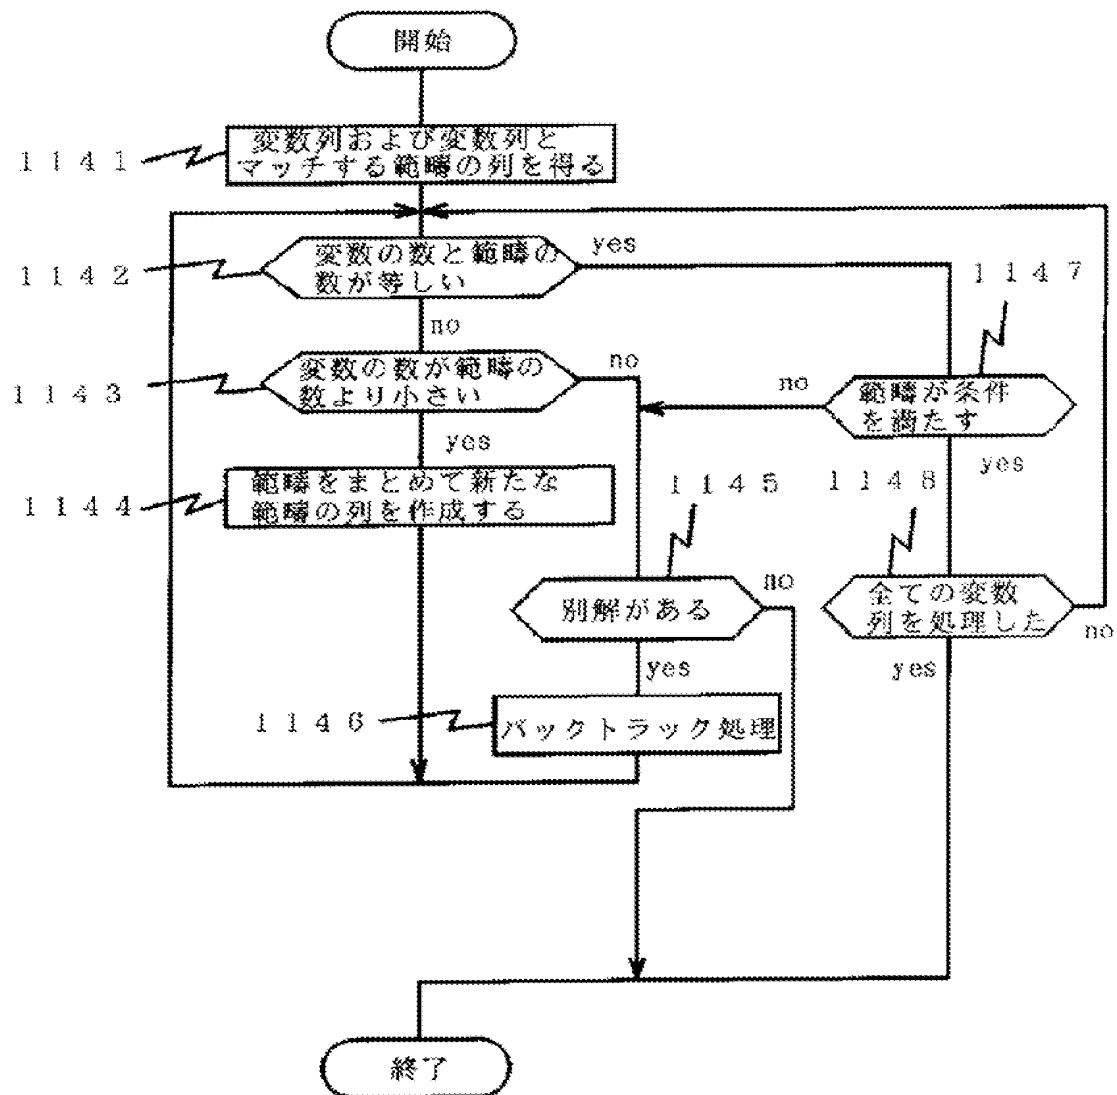 開始
1141
変数列および変数列と
マッチする範疇の列を得る
1142
変数の数と範疇の
数が等しい
yes
no
1147
1143
変数の数が範疇の
数より小さい
no
yes
no
範疇が条件
を満たす
yes
1144
範疇をまとめて新たな
範疇の列を作成する
1145
1148
別解がある
no
yes
全ての変数
列を処理した
no
yes
1146
バックトラック処理
終了